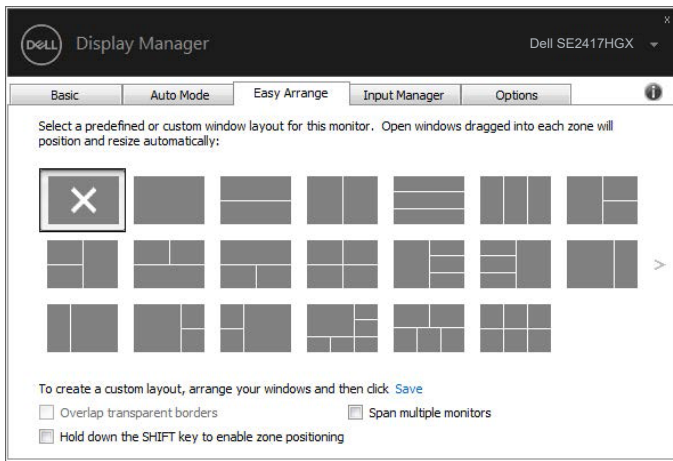 x
DELL Display Manager
Dell SE2417HGX
Basic Auto Mode Easy Arrange Input Manager Options
Select a predefined or custom window layout for this monitor. Open windows dragged into each zone will
position and resize automatically:
>
To create a custom layout, arrange your windows and then click Save
Overlap transparent borders Span multiple monitors
Hold down the SHIFT key to enable zone positioning